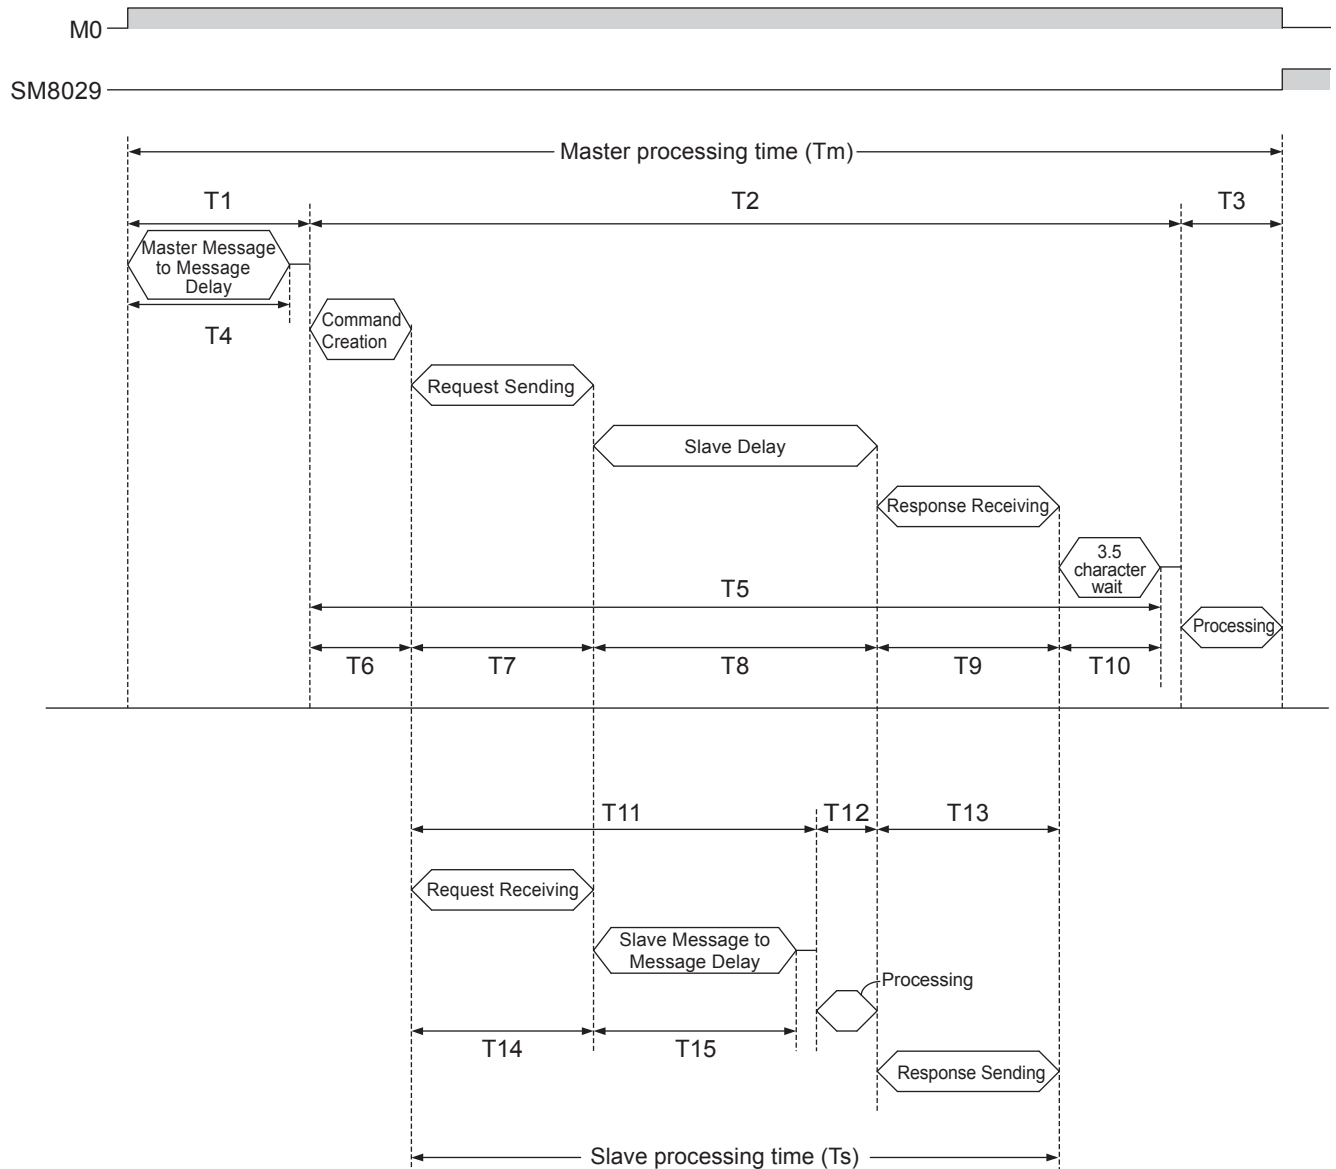 M0
SM8029
Master processing time (Tm)
T1
T2
T3
Master Message
to Message
Delay
T4
Command
Creation
Request Sending
Slave Delay
Response Receiving
3.5
character
wait
T5
Processing
T6
T7
T8
T9
T10
T11
T12
T13
Request Receiving
Slave Message to
Message Delay
Processing
T14
T15
Response Sending
Slave processing time (Ts)